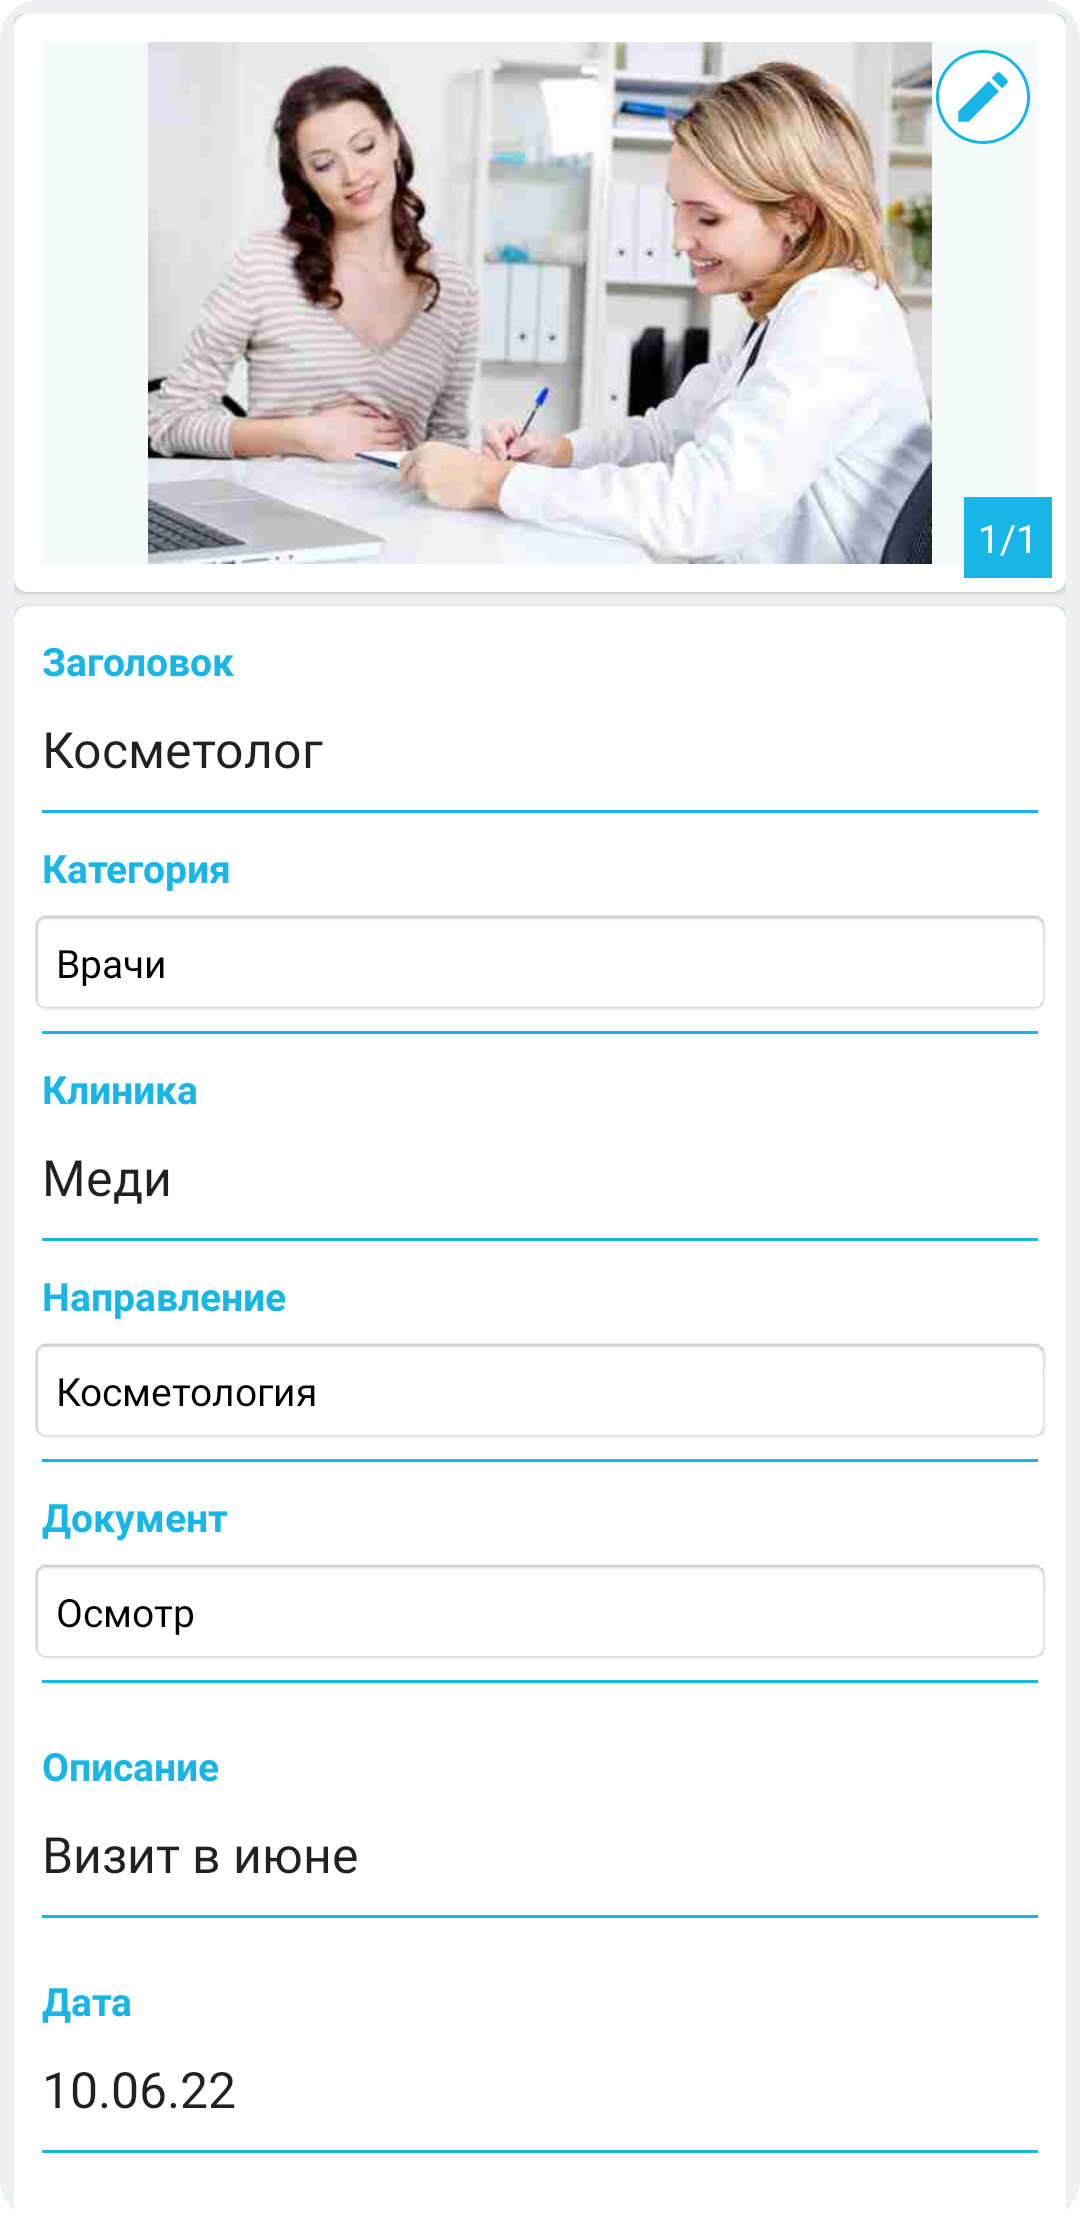 1/1
Заголовок
Косметолог
Категория
Врачи
Клиника
Меди
Направление
Косметология
Документ
Осмотр
Описание
Визит в июне
Дата
10.06.22